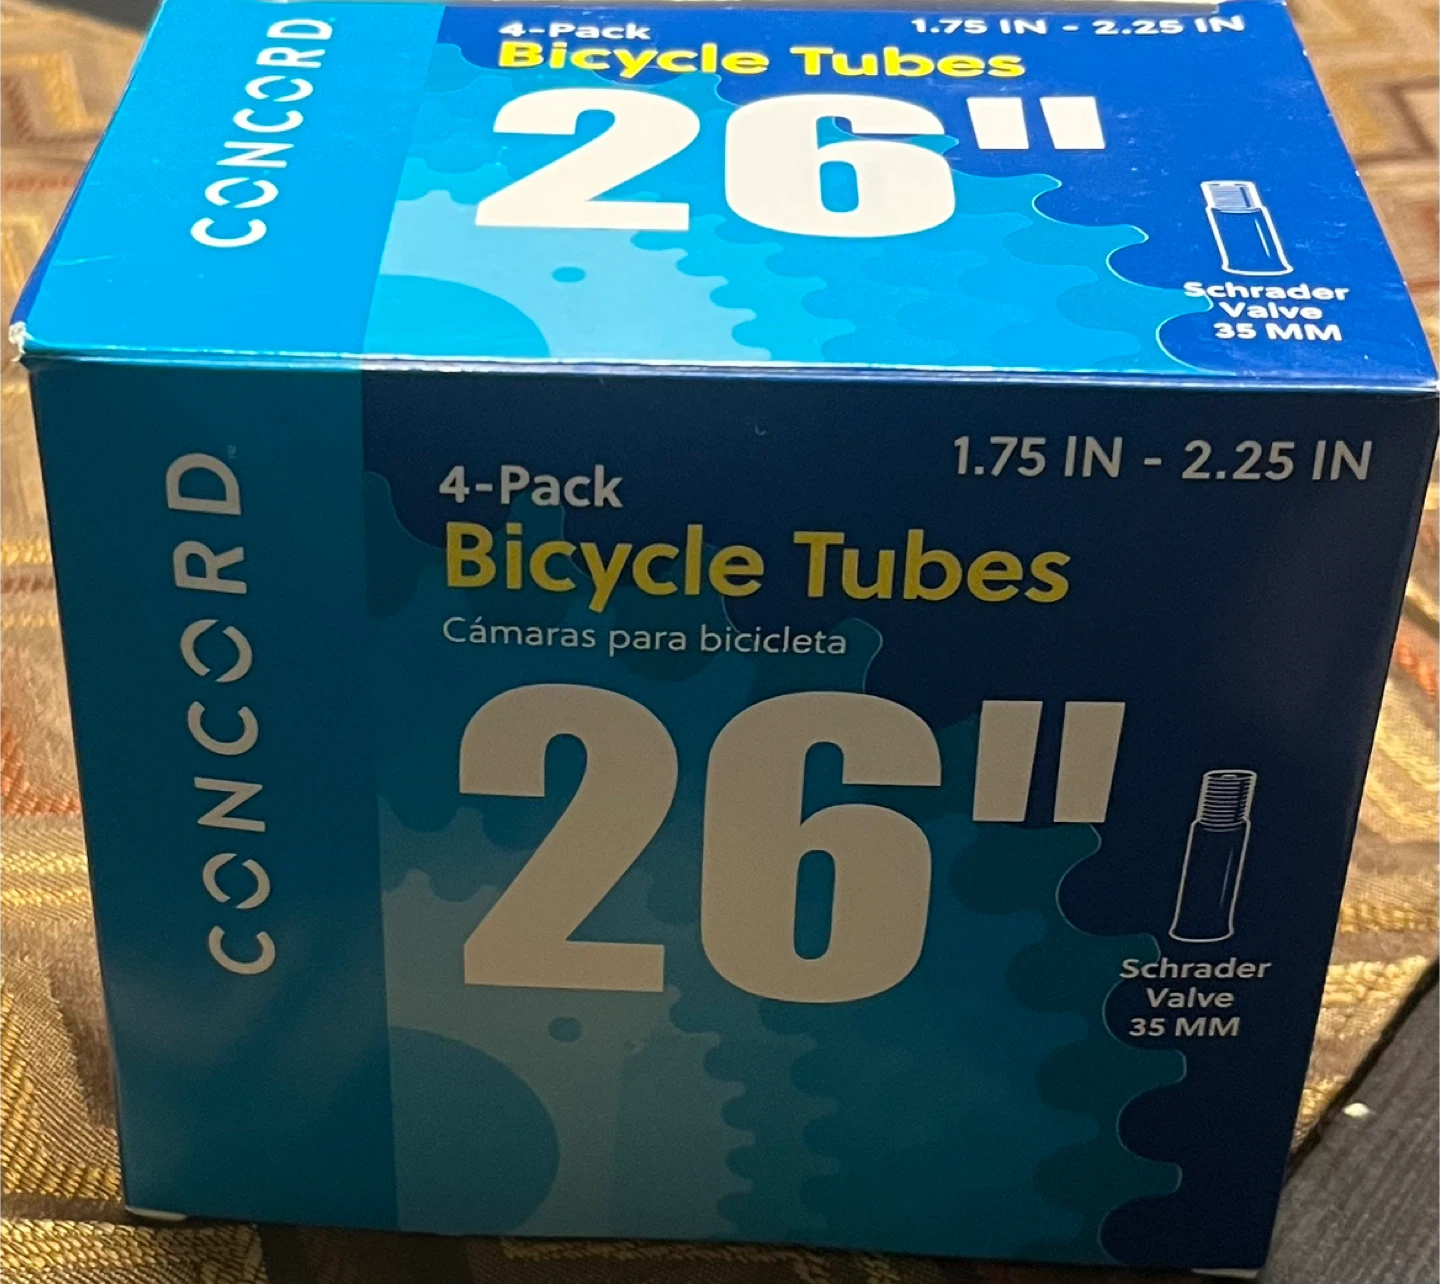 CONCORD
4-Pack
1.75 IN - 2.25 IN
Bicycle Tubes
26"
Schrader
Valve
35 MM
CONCORD
1.75 IN - 2.25 IN
4-Pack
Bicycle Tubes
Cámaras para bicicleta
26"
Schrader
Valve
35 MM